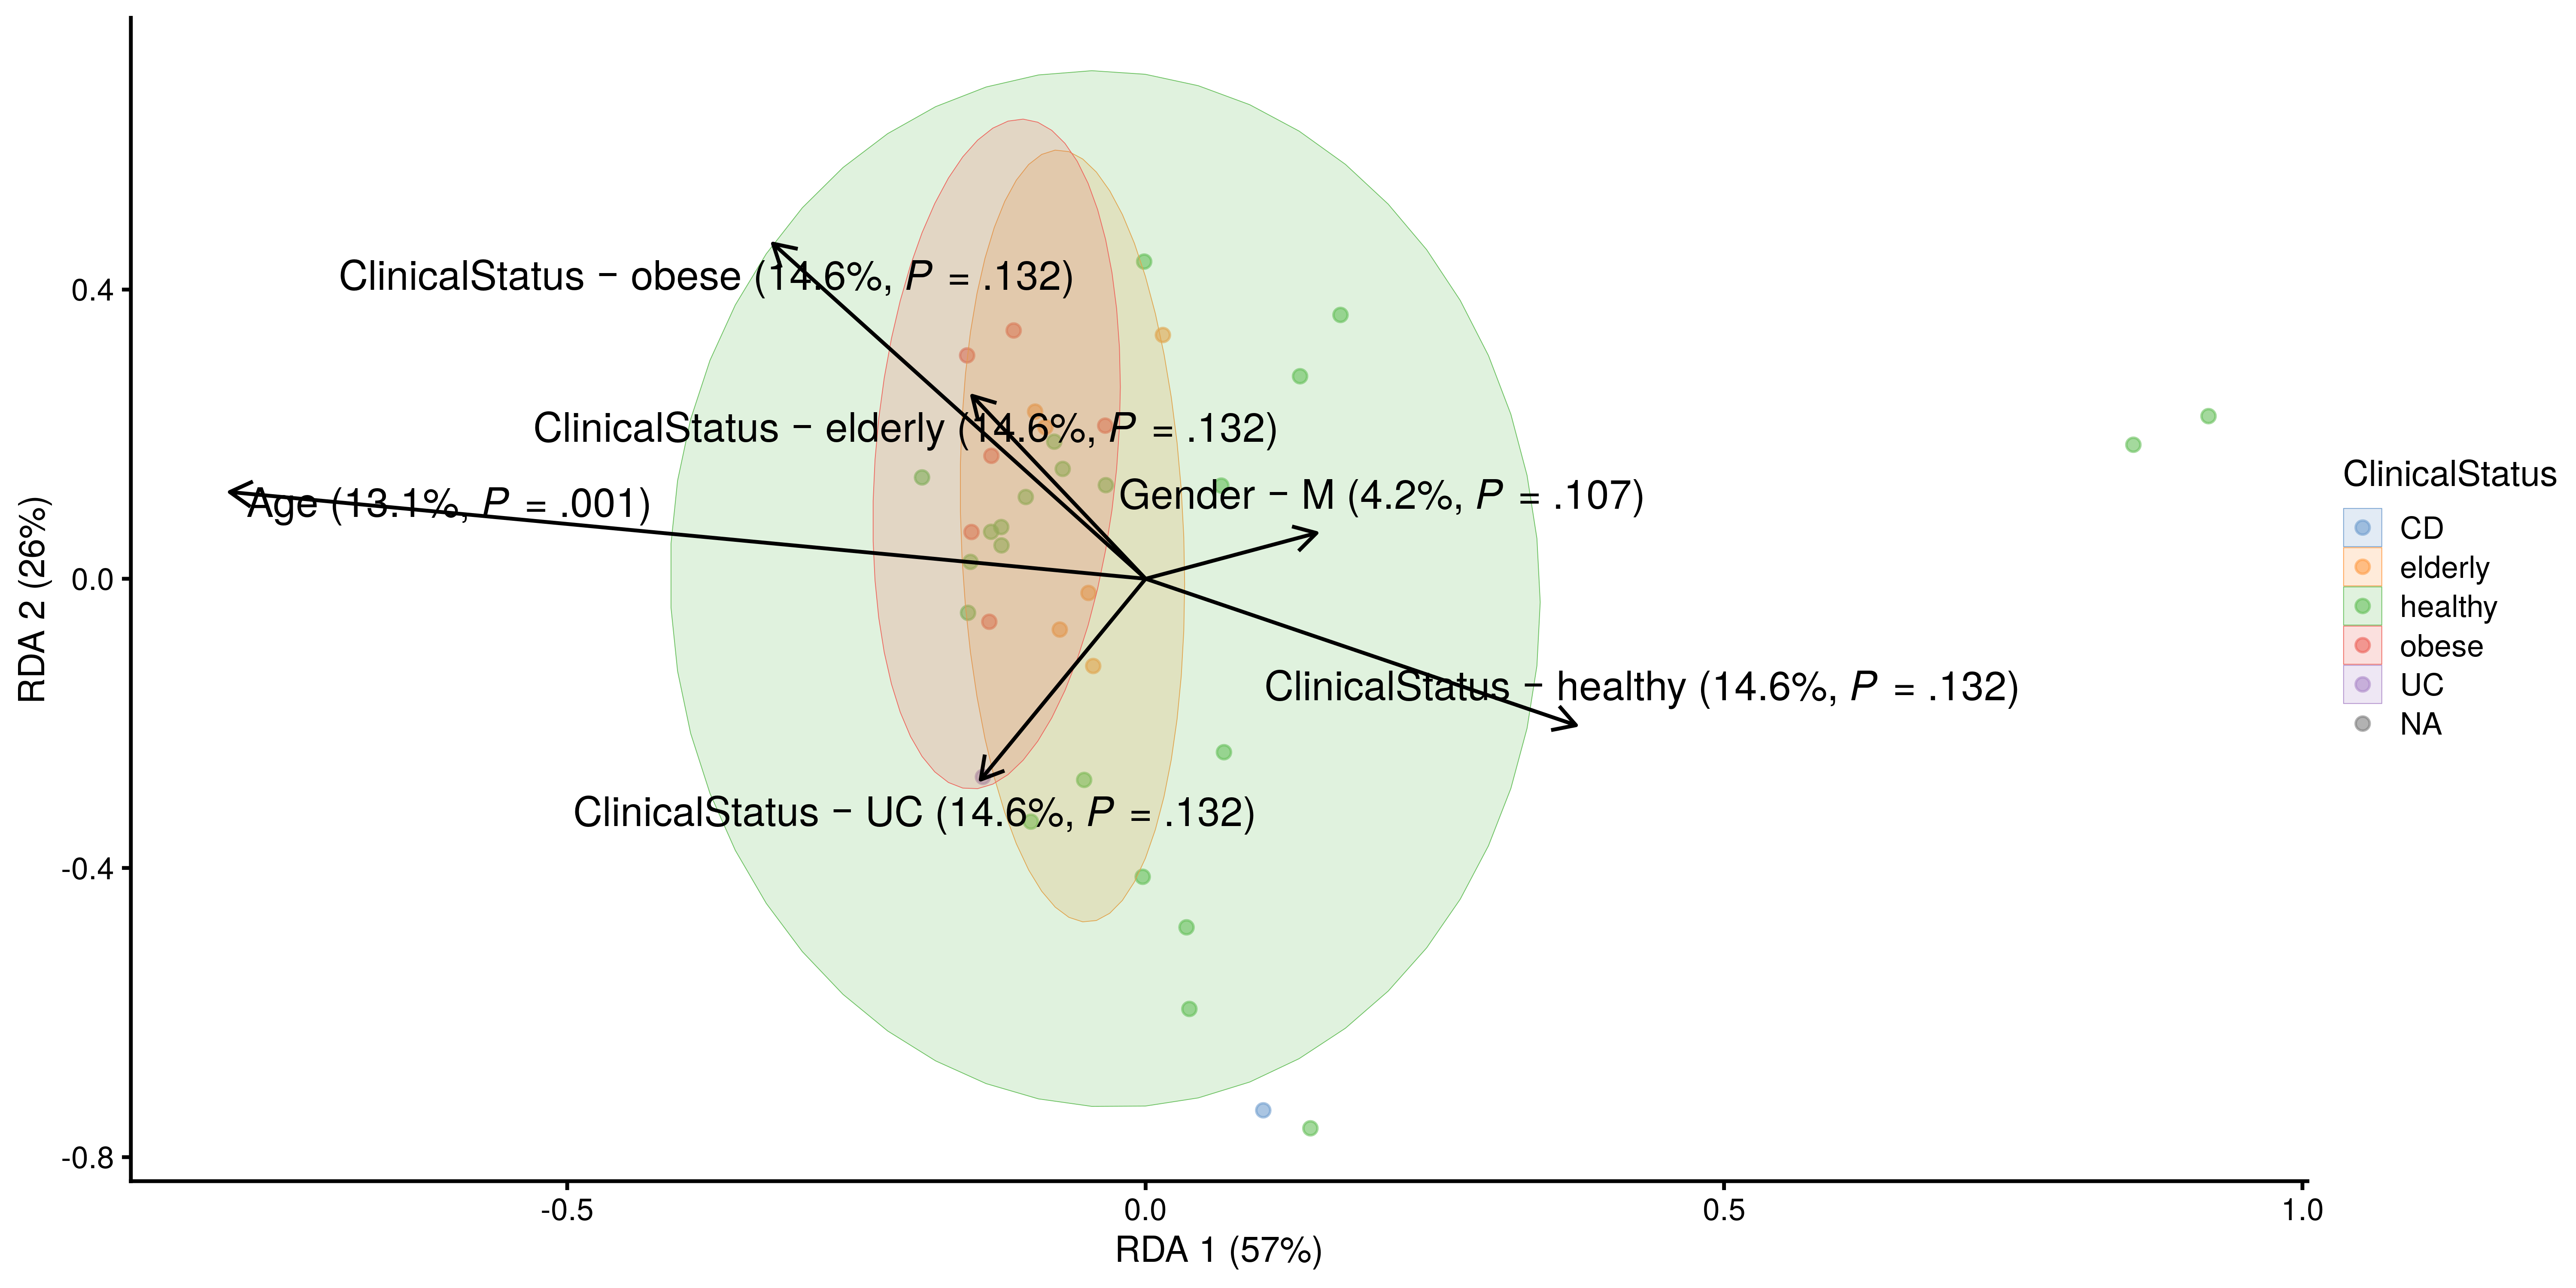 ClinicalStatus − obese (14.6%, P = .132)
ClinicalStatus − elderly (14.6%, P = .132)
Age (13.1%, P = .001)
Gender − M (4.2%, P = .107)
ClinicalStatus − healthy (14.6%, P = .132)
ClinicalStatus − UC (14.6%, P = .132)
RDA 2 (26%)
0.4
0.0
-0.4
-0.8
-0.5
0.0
0.5
1.0
RDA 1 (57%)
ClinicalStatus
CD
elderly
healthy
obese
UC
NA